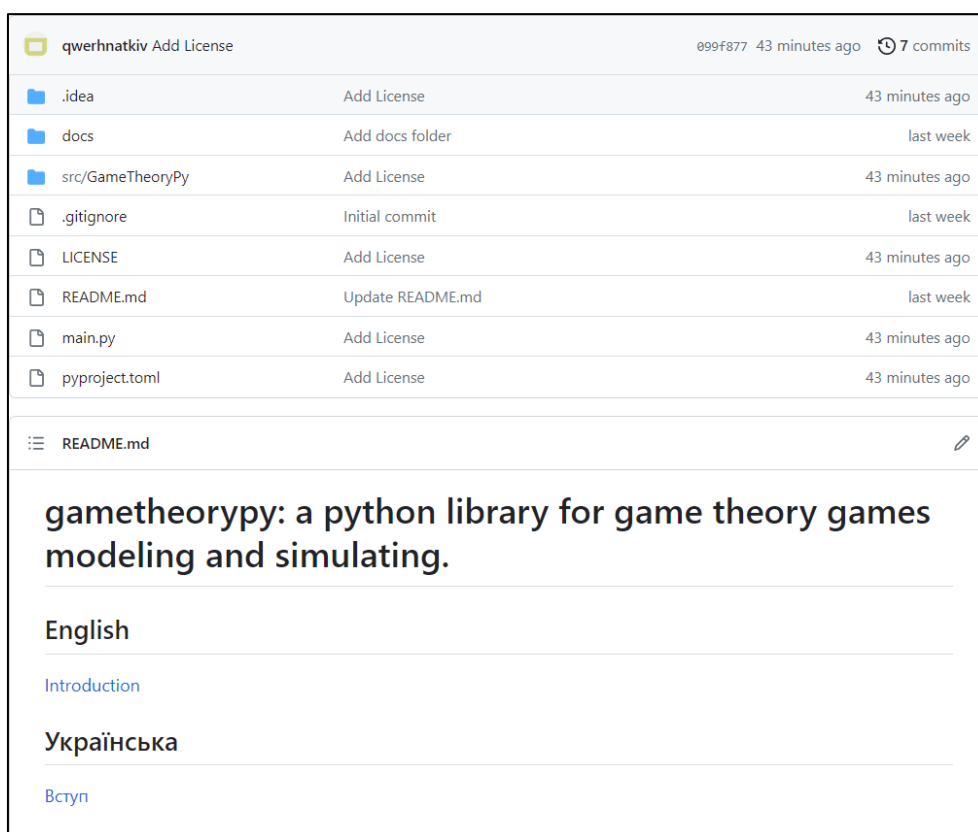 qwerhnatkiv Add License 099f877 43 minutes ago 7 commits
.idea Add License 43 minutes ago
docs Add docs folder last week
src/GameTheoryPy Add License 43 minutes ago
.gitignore Initial commit last week
LICENSE Add License 43 minutes ago
README.md Update README.md last week
main.py Add License 43 minutes ago
pyproject.toml Add License 43 minutes ago
README.md
gametheorypy: a python library for game theory games
modeling and simulating.
English
Introduction
Українська
Вступ